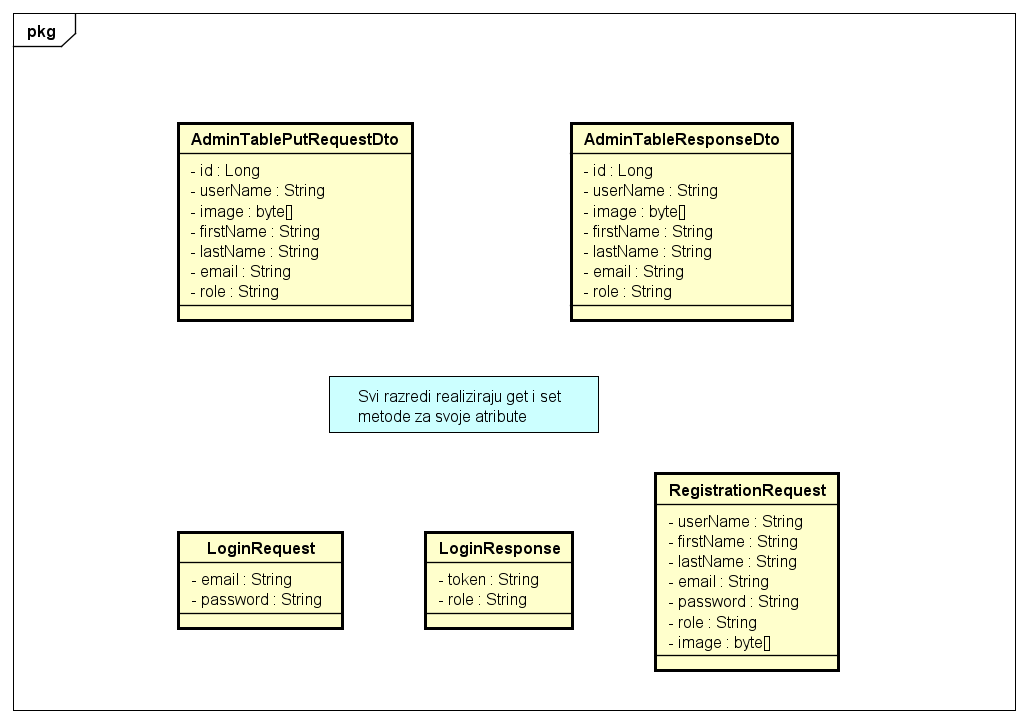 pkg
AdminTablePutRequestDto
- id : Long
- userName : String
- image : byte[]
- firstName : String
- lastName : String
- email : String
- role : String
AdminTableResponseDto
- id : Long
- userName : String
- image : byte[]
- firstName : String
- lastName : String
- email : String
- role : String
Svi razredi realiziraju get i set
metode za svoje atribute
LoginRequest
- email : String
- password : String
LoginResponse
- token : String
- role : String
RegistrationRequest
- userName : String
- firstName : String
- lastName : String
- email : String
- password : String
- role : String
- image : byte[]